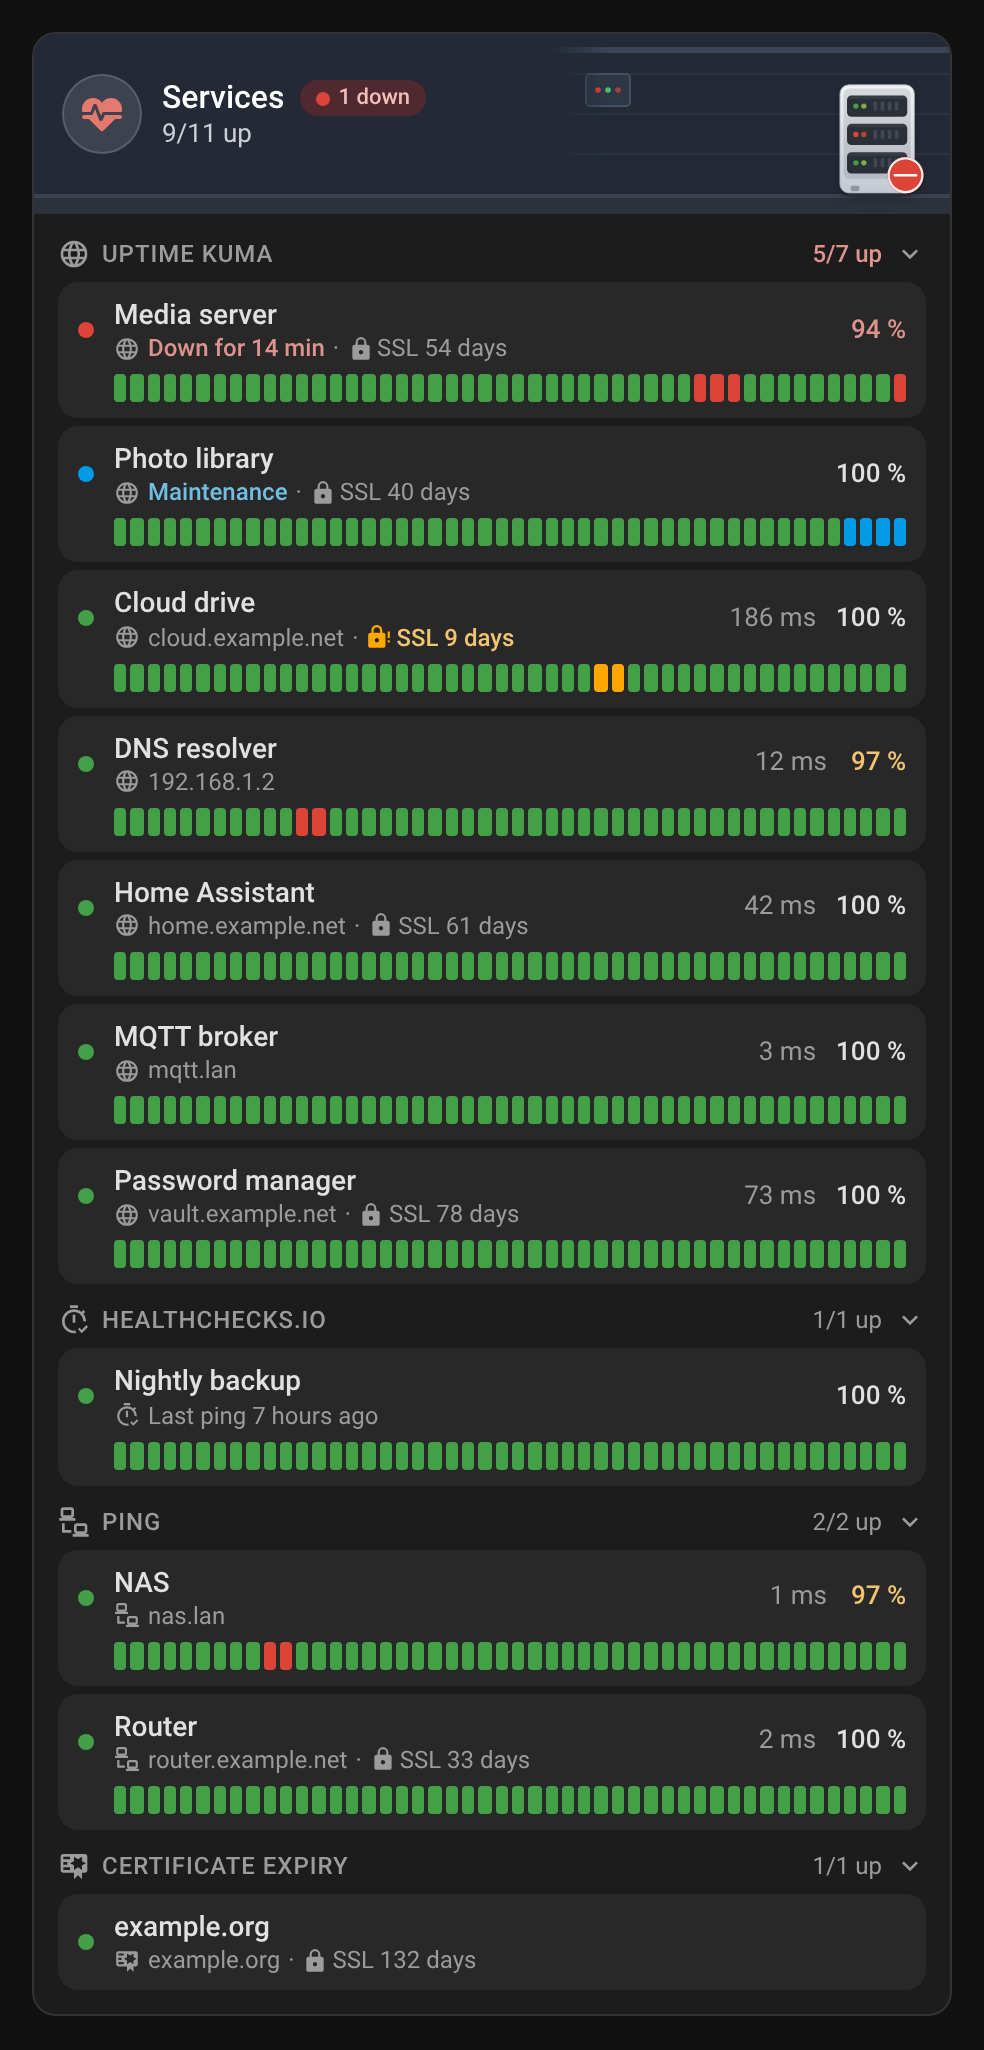 Services
1 down
9/11 up
UPTIME KUMA
5/7 up
Media server
94 %
Down for 14 min · SSL 54 days
Photo library
100 %
Maintenance · SSL 40 days
Cloud drive
186 ms 100 %
cloud.example.net · SSL 9 days
DNS resolver
12 ms 97 %
192.168.1.2
Home Assistant
42 ms 100 %
home.example.net · SSL 61 days
MQTT broker
3 ms 100 %
mqtt.lan
Password manager
73 ms 100 %
vault.example.net · SSL 78 days
HEALTHCHECKS.IO
1/1 up
Nightly backup
100 %
Last ping 7 hours ago
PING
2/2 up
NAS
1 ms 97 %
nas.lan
Router
2 ms 100 %
router.example.net · SSL 33 days
CERTIFICATE EXPIRY
1/1 up
example.org
example.org · SSL 132 days